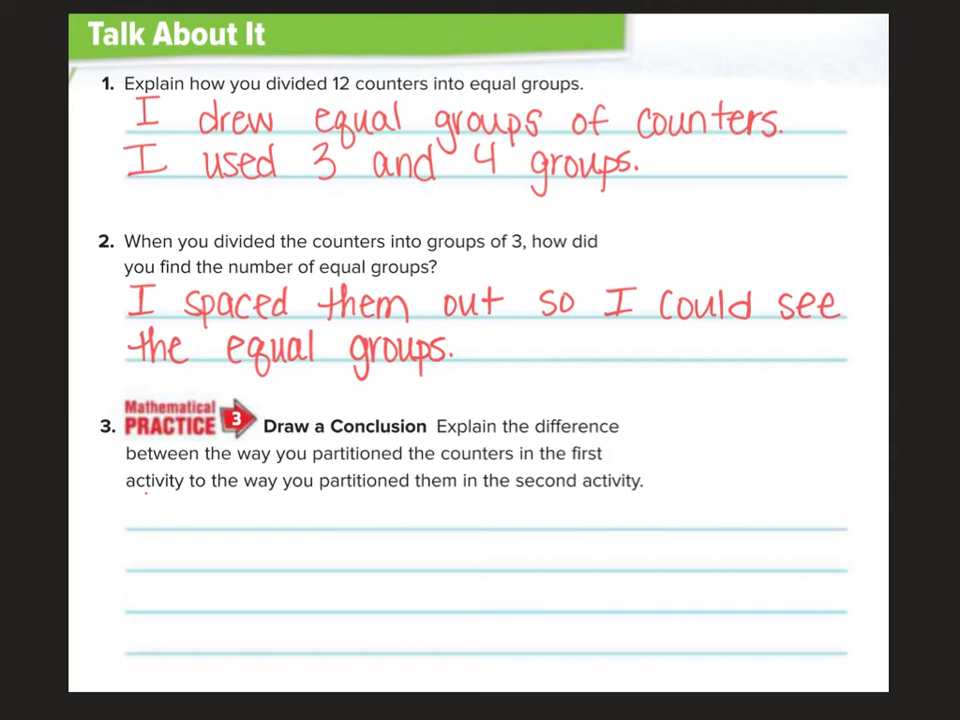 Talk About It
1. Explain how you divided 12 counters into equal groups.
I drew equal groups of counters.
I used 3 and 4 groups.
2. When you divided the counters into groups of 3, how did
you find the number of equal groups?
I spaced them out so I could see
the equal groups.
3. Mathematical PRACTICE 3 Draw a Conclusion Explain the difference
between the way you partitioned the counters in the first
activity to the way you partitioned them in the second activity.